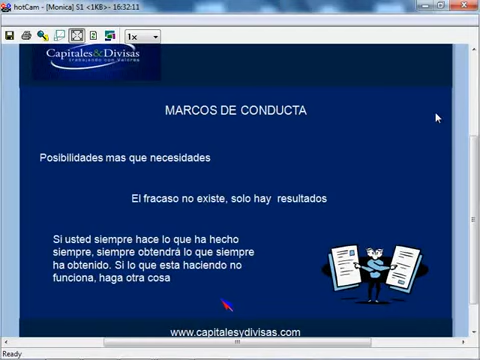 hotCam - [Monica] S1 <1KB> - 16:32:11
1x
Capitales&Divisas
trabajando con Valores
MARCOS DE CONDUCTA
Posibilidades mas que necesidades
El fracaso no existe, solo hay resultados
Si usted siempre hace lo que ha hecho
siempre, siempre obtendrá lo que siempre
ha obtenido. Si lo que esta haciendo no
funciona, haga otra cosa
www.capitalesydivisas.com
Ready